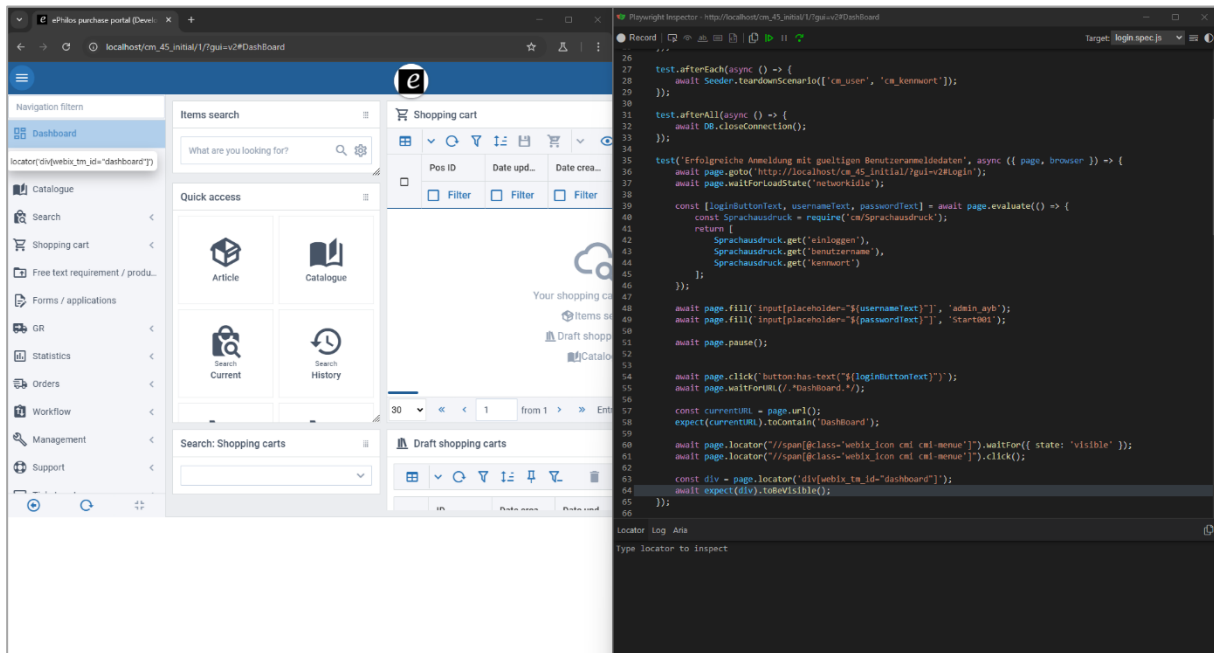 ePhilos purchase portal (Develo
localhost/cm_45_initial/1/?gui=v2#DashBoard
e
Navigation filtern
Dashboard
locator('div[webix_tm_id="dashboard"]')
Catalogue
Search
Shopping cart
Free text requirement / produ...
Forms / applications
GR
Statistics
Orders
Workflow
Management
Support
Items search
What are you looking for?
Quick access
Article
Catalogue
Search
Current
Search
History
Search: Shopping carts
Shopping cart
Pos ID
Date upd...
Date crea...
Filter
Filter
Filter
Your shopping ca
Items se
Draft shopp
Catalo
30
1
from 1
Ent
Draft shopping carts
ID
Date crea
Date upd
Playwright Inspector - http://localhost/cm_45_initial/1/?gui=v2#DashBoard
Record
Target: login.spec.js
26
27 test.afterEach(async () => {
28 await Seeder.teardownScenario(['cm_user', 'cm_kennwort']);
29 });
30
31 test.afterAll(async () => {
32 await DB.closeConnection();
33 });
34
35 test('Erfolgreiche Anmeldung mit gueltigen Benutzeranmeldedaten', async ({ page, browser }) => {
36 await page.goto('http://localhost/cm_45_initial/?gui=v2#Login');
37 await page.waitForLoadState('networkidle');
38
39 const [loginButtonText, usernameText, passwordText] = await page.evaluate(() => {
40 const Sprachausdruck = require('cm/Sprachausdruck');
41 return [
42 Sprachausdruck.get('einloggen'),
43 Sprachausdruck.get('benutzername'),
44 Sprachausdruck.get('kennwort')
45 ];
46 });
47
48 await page.fill(`input[placeholder="${usernameText}"]`, 'admin_ayb');
49 await page.fill(`input[placeholder="${passwordText}"]`, 'Start001');
50
51 await page.pause();
52
53
54 await page.click(`button:has-text("${loginButtonText}")`);
55 await page.waitForURL(/.*DashBoard.*/);
56
57 const currentURL = page.url();
58 expect(currentURL).toContain('DashBoard');
59
60 await page.locator("//span[@class='webix_icon cmi cmi-menue']").waitFor({ state: 'visible' });
61 await page.locator("//span[@class='webix_icon cmi cmi-menue']").click();
62
63 const div = page.locator('div[webix_tm_id="dashboard"]');
64 await expect(div).toBeVisible();
65 });
66
Locator Log Aria
Type locator to inspect